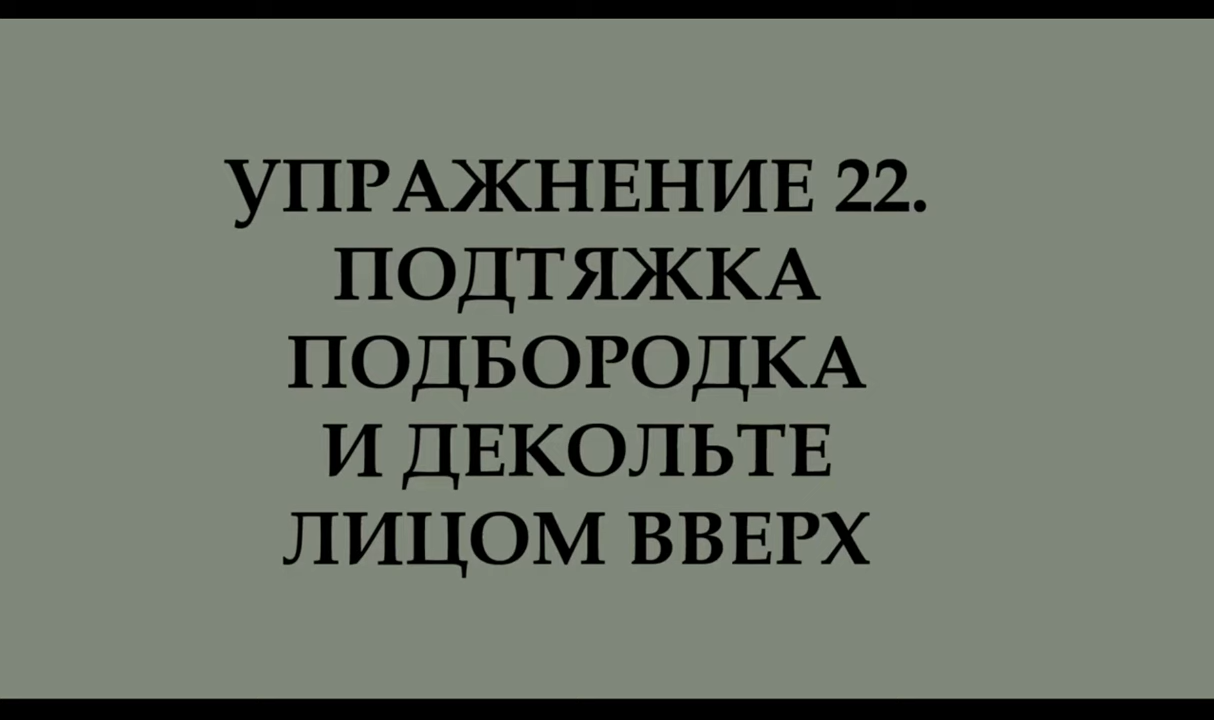 УПРАЖНЕНИЕ 22.
ПОДТЯЖКА
ПОДБОРОДКА
И ДЕКОЛЬТЕ
ЛИЦОМ ВВЕРХ